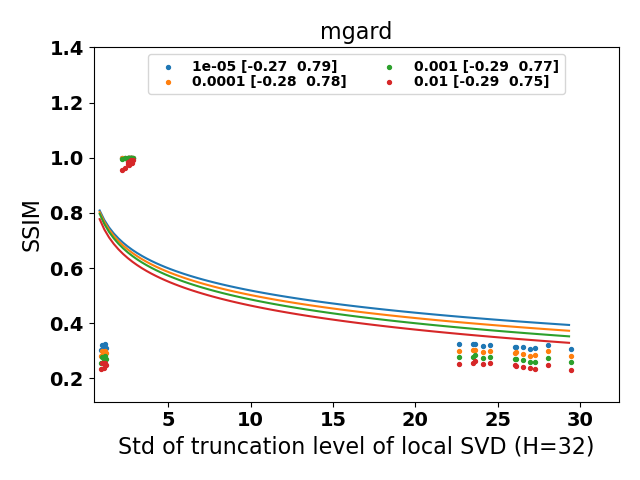 mgard
1e-05 [-0.27  0.79]
0.0001 [-0.28  0.78]
0.001 [-0.29  0.77]
0.01 [-0.29  0.75]
SSIM
1.4
1.2
1.0
0.8
0.6
0.4
0.2
5 10 15 20 25 30
Std of truncation level of local SVD (H=32)